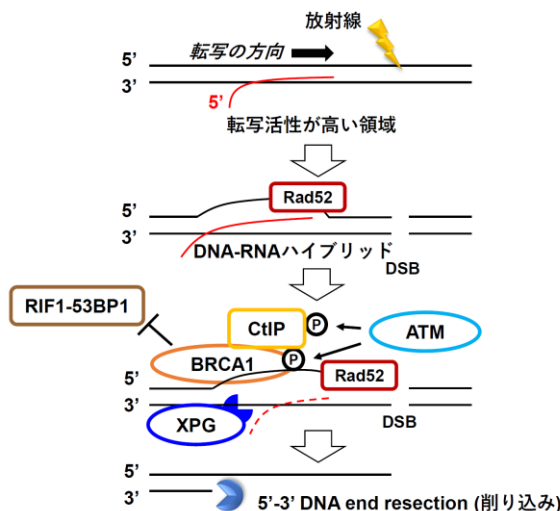 放射線
転写の方向
5’
3’
5’
転写活性が高い領域
Rad52
5’
3’
DNA-RNAハイブリッド
DSB
RIF1-53BP1
CtIP
P
ATM
BRCA1
P
Rad52
5’
3’
DSB
XPG
5’
3’
5’-3’ DNA end resection (削り込み)